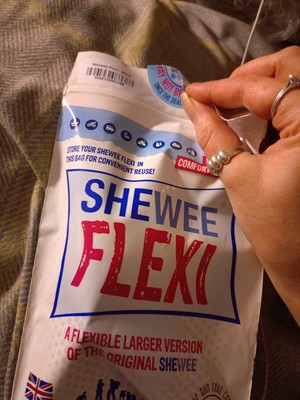 STORE YOUR SHEWEE FLEXI IN
THIS BAG FOR CONVENIENT REUSE!
COMFOR
SHEWEE
FLEXI
A FLEXIBLE LARGER VERSION
OF THE ORIGINAL SHEWEE